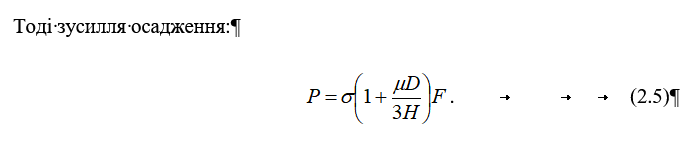 Тоді·зусилля·осадження:¶
P = σ(1 + μD/3H)F. → → → (2.5)¶